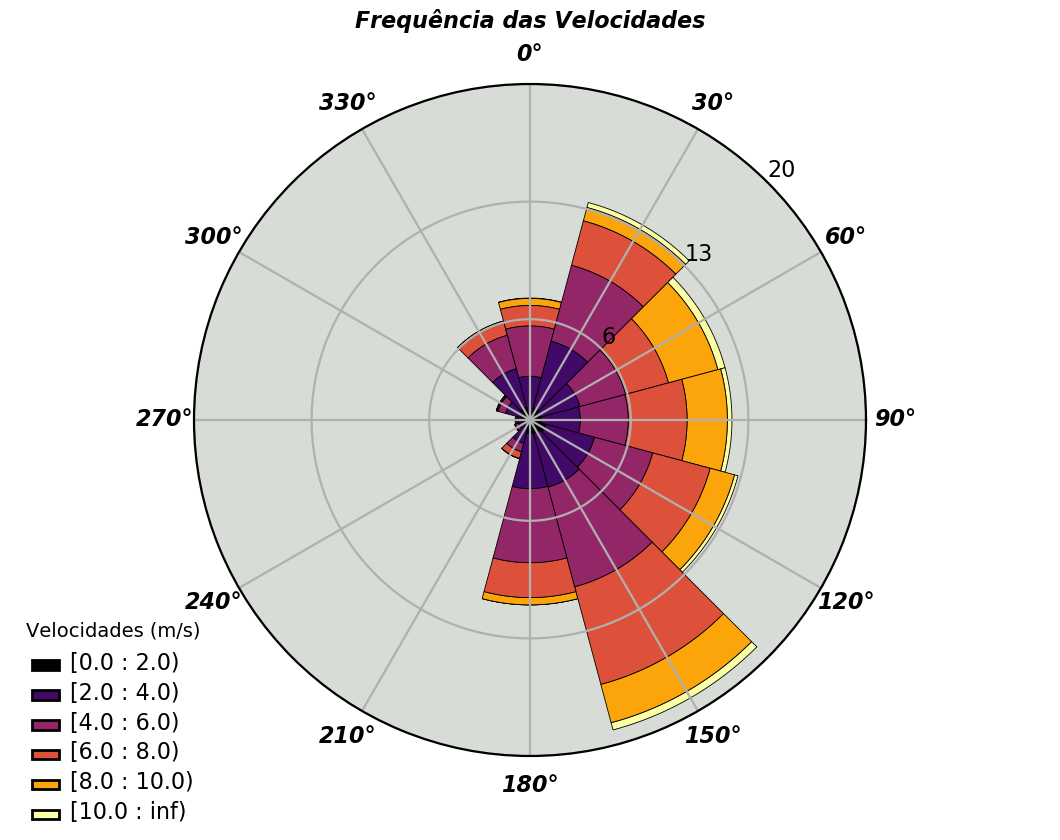 Frequência das Velocidades
0°
330°
30°
20
300°
60°
13
6
270°
90°
240°
120°
210°
150°
180°
Velocidades (m/s)
[0.0 : 2.0)
[2.0 : 4.0)
[4.0 : 6.0)
[6.0 : 8.0)
[8.0 : 10.0)
[10.0 : inf)